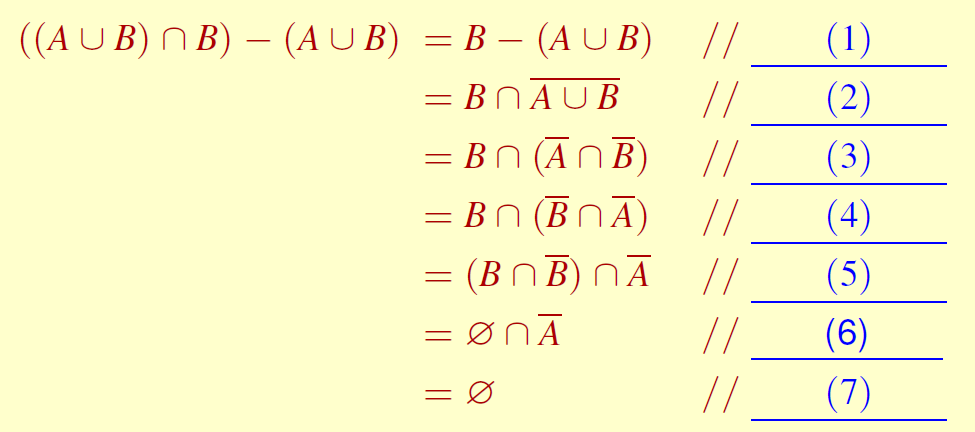 ((A ∪ B) ∩ B) − (A ∪ B) = B − (A ∪ B) // (1)
= B ∩ \overline{A ∪ B} // (2)
= B ∩ (\overline{A} ∩ \overline{B}) // (3)
= B ∩ (\overline{B} ∩ \overline{A}) // (4)
= (B ∩ \overline{B}) ∩ \overline{A} // (5)
= ∅ ∩ \overline{A} // (6)
= ∅ // (7)